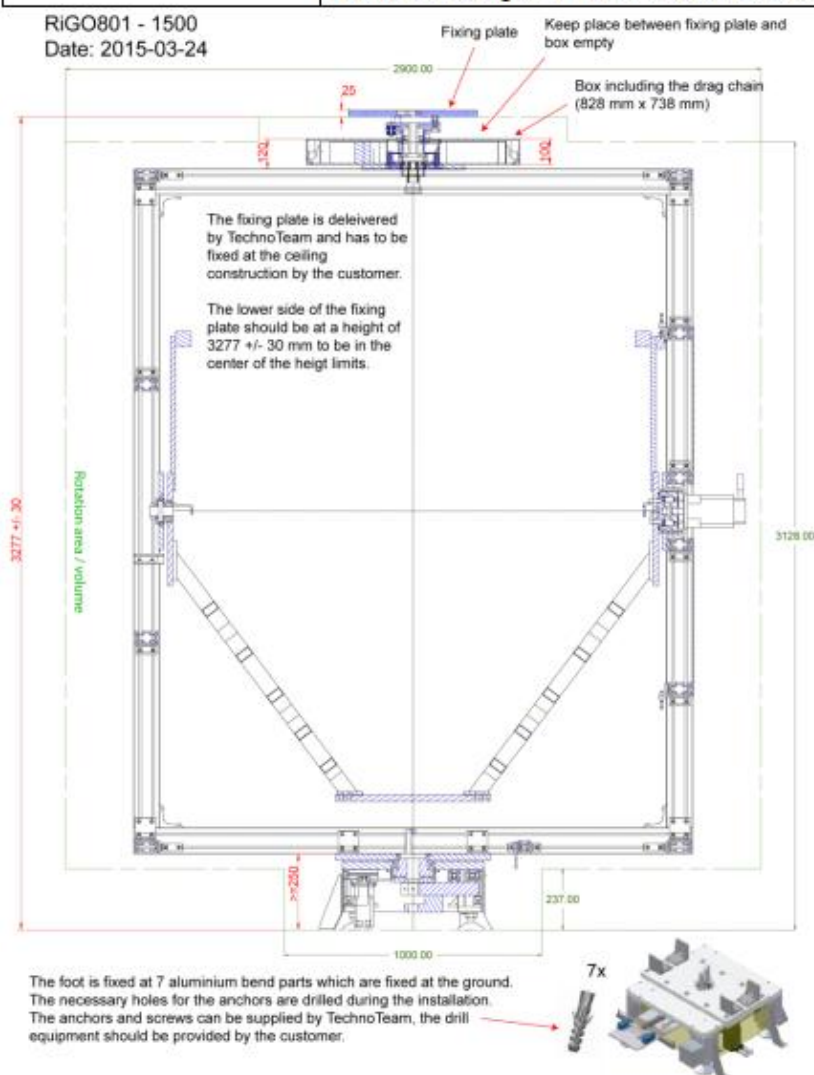 RiGO801 - 1500
Date: 2015-03-24
Fixing plate
Keep place between fixing plate and
box empty
2900.00
25
Box including the drag chain
(828 mm x 738 mm)
120
100
The fixing plate is deleivered
by TechnoTeam and has to be
fixed at the ceiling
construction by the customer.
The lower side of the fixing
plate should be at a height of
3277 +/- 30 mm to be in the
center of the heigt limits.
Rotation area / volume
3277 +/- 30
3128.00
>=250
237.00
1000.00
The foot is fixed at 7 aluminium bend parts which are fixed at the ground.
The necessary holes for the anchors are drilled during the installation.
The anchors and screws can be supplied by TechnoTeam, the drill
equipment should be provided by the customer.
7x